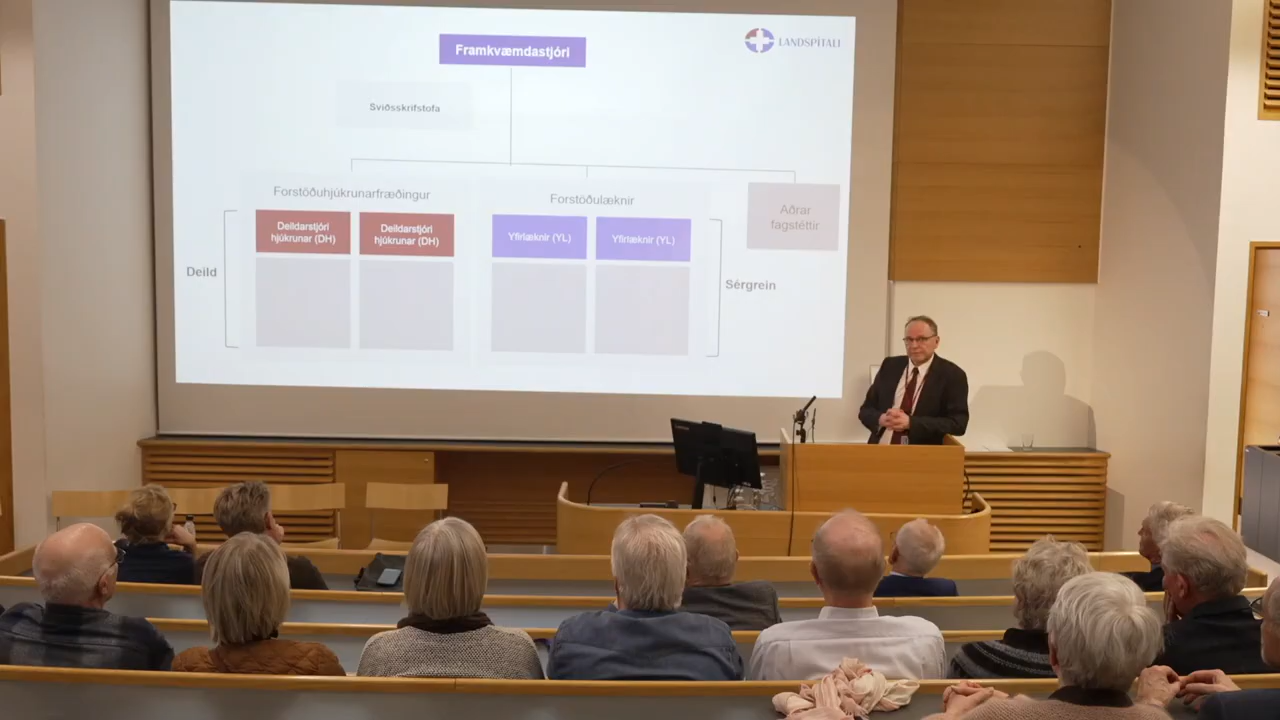 Framkvæmdastjóri
LANDSPÍTALI
Sviðsskrifstofa
Forstöðuhjúkrunarfræðingur
Forstöðulæknir
Aðrar
fagstéttir
Deildarstjóri
hjúkrunar (DH)
Deildarstjóri
hjúkrunar (DH)
Yfirlæknir (YL)
Yfirlæknir (YL)
Deild
Sérgrein